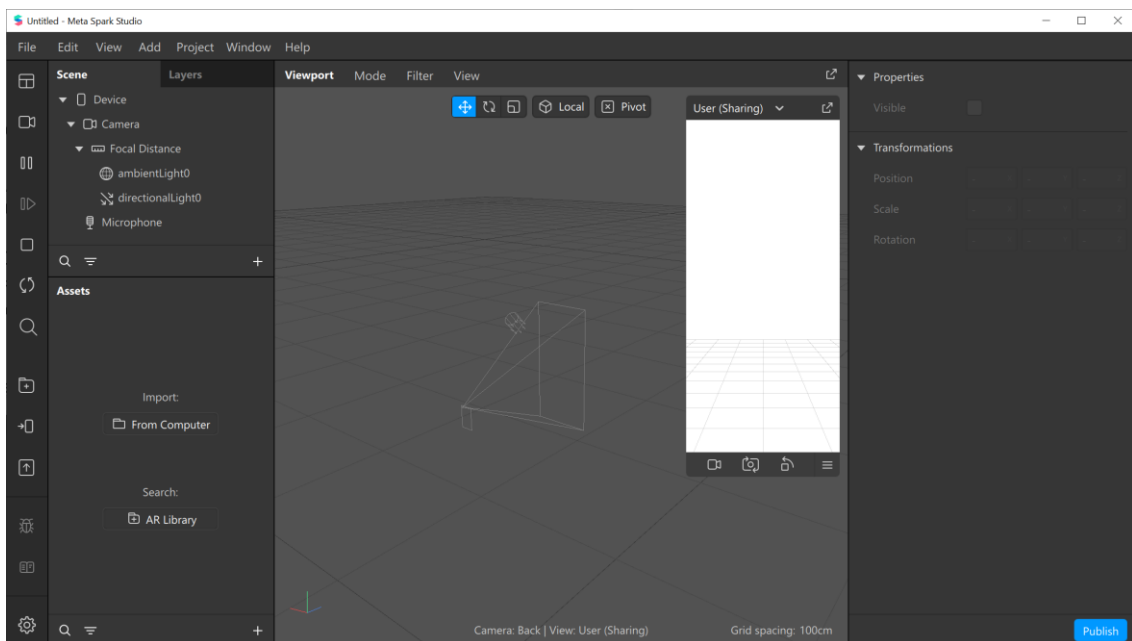 Untitled - Meta Spark Studio
File Edit View Add Project Window Help
Scene Layers
Device
Camera
Focal Distance
ambientLight0
directionalLight0
Microphone
Assets
Import:
From Computer
Search:
AR Library
Viewport Mode Filter View
Local Pivot
User (Sharing)
Camera: Back | View: User (Sharing) Grid spacing: 100cm
Properties
Visible
Transformations
Position
Scale
Rotation
Publish